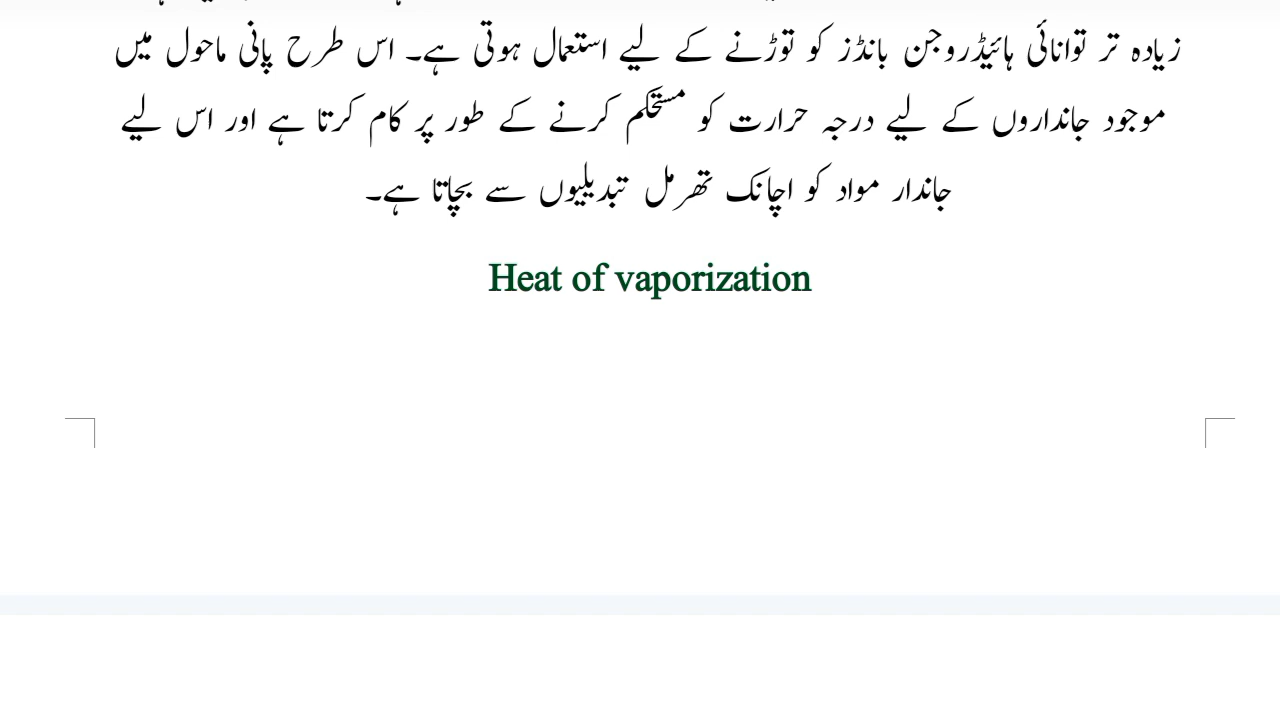 زیادہ تر توانائی ہائیڈروجن بانڈز کو توڑنے کے لیے استعمال ہوتی ہے۔ اس طرح پانی ماحول میں
موجود جانداروں کے لیے درجہ حرارت کو مستحکم کرنے کے طور پر کام کرتا ہے اور اس لیے
جاندار مواد کو اچانک تھرمل تبدیلیوں سے بچاتا ہے۔
Heat of vaporization